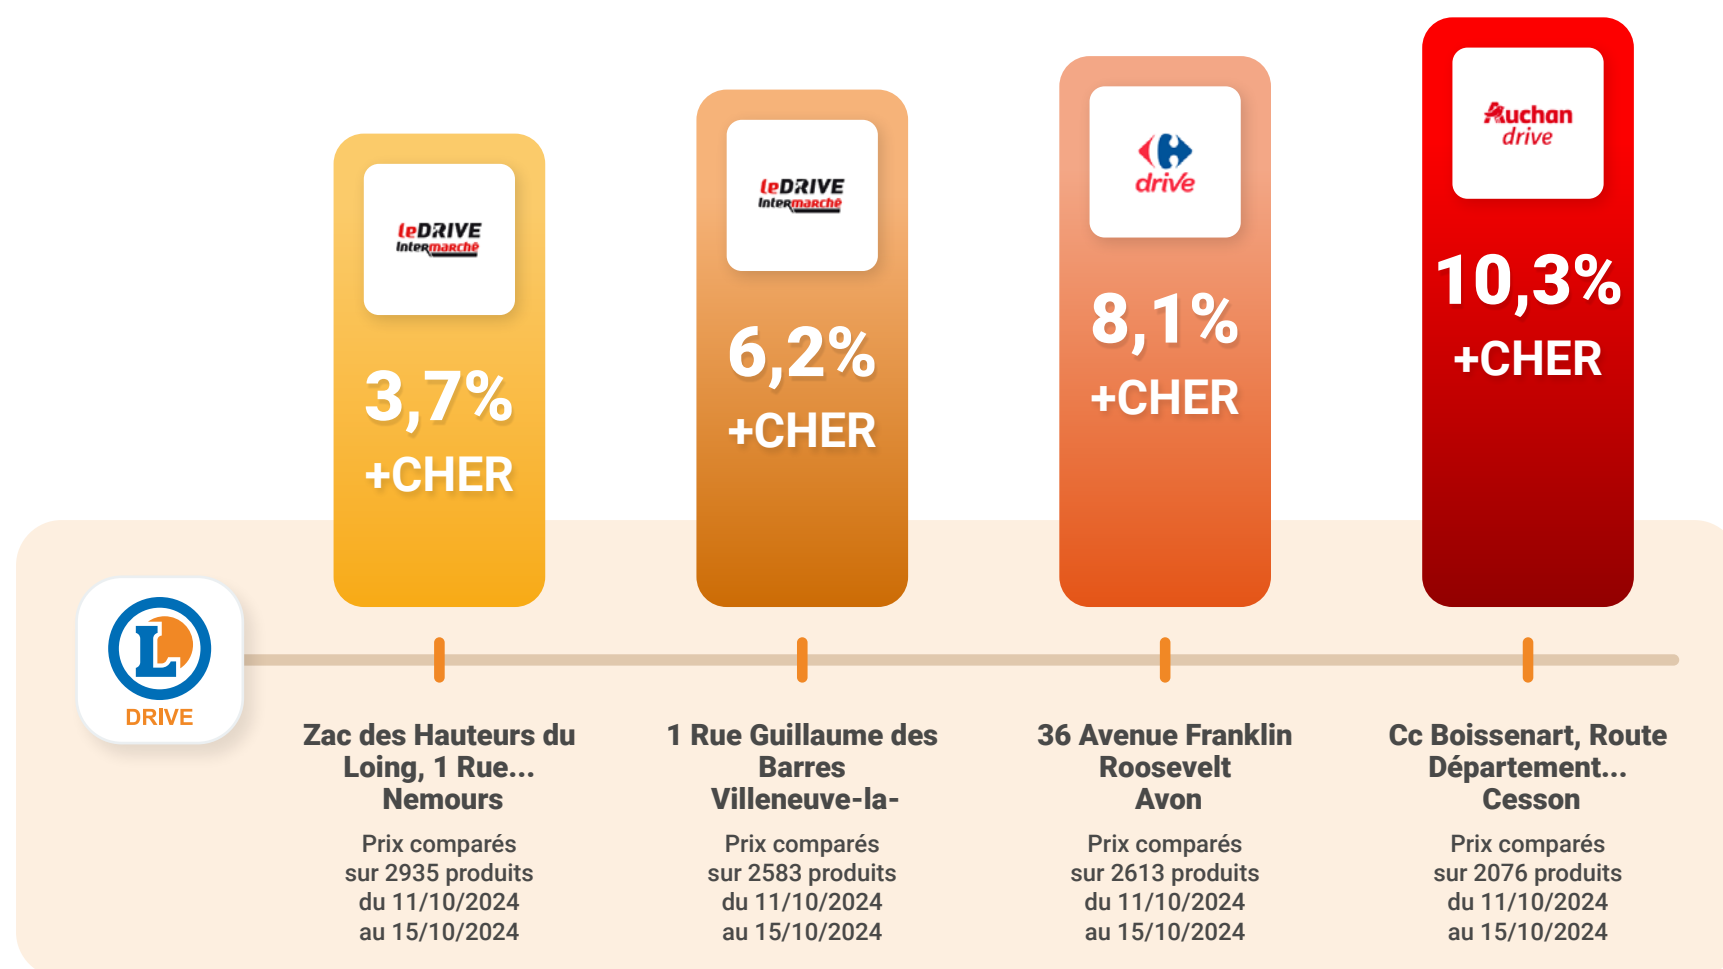 leDRIVE
Intermarché
3,7%
+CHER
leDRIVE
Intermarché
6,2%
+CHER
drive
8,1%
+CHER
Auchan
drive
10,3%
+CHER
L
DRIVE
Zac des Hauteurs du
Loing, 1 Rue...
Nemours
Prix comparés
sur 2935 produits
du 11/10/2024
au 15/10/2024
1 Rue Guillaume des
Barres
Villeneuve-la-
Prix comparés
sur 2583 produits
du 11/10/2024
au 15/10/2024
36 Avenue Franklin
Roosevelt
Avon
Prix comparés
sur 2613 produits
du 11/10/2024
au 15/10/2024
Cc Boissenart, Route
Département...
Cesson
Prix comparés
sur 2076 produits
du 11/10/2024
au 15/10/2024